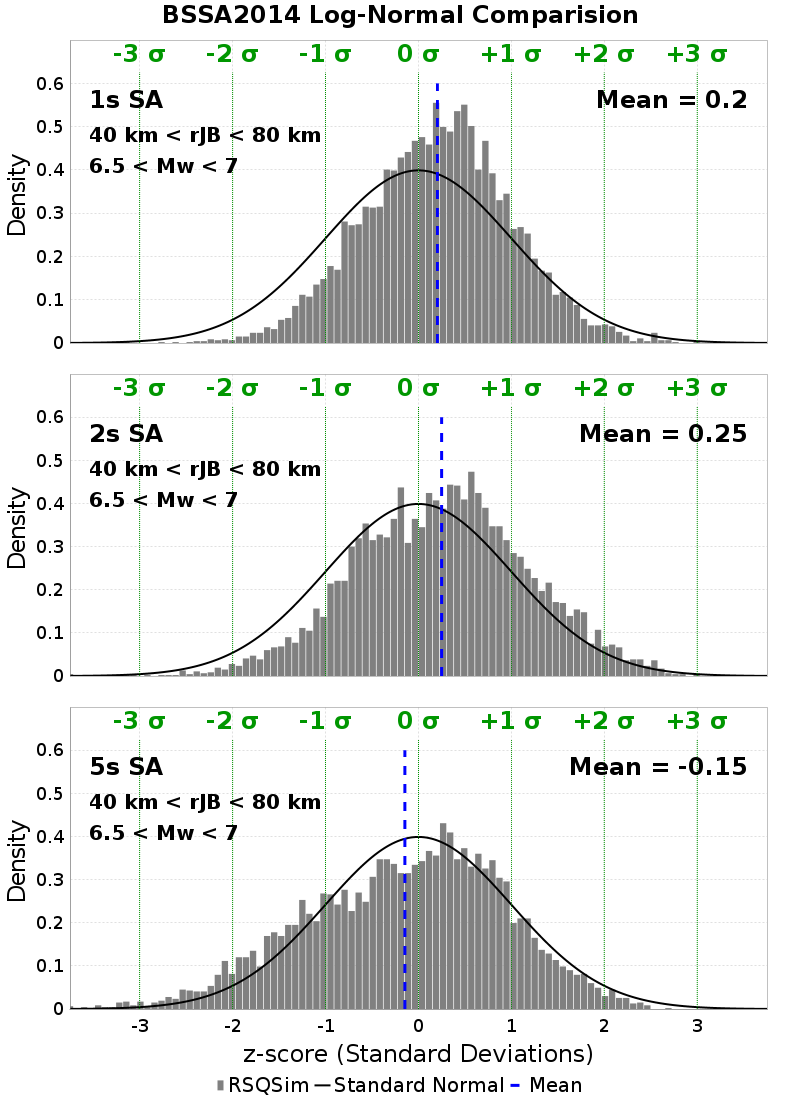 BSSA2014 Log-Normal Comparision
-3 σ -2 σ -1 σ 0 σ +1 σ +2 σ +3 σ
0.6
1s SA Mean = 0.2
0.5
40 km < rJB < 80 km
6.5 < Mw < 7
0.4
0.3
0.2
0.1
0
Density
-3 σ -2 σ -1 σ 0 σ +1 σ +2 σ +3 σ
0.6
2s SA Mean = 0.25
0.5
40 km < rJB < 80 km
6.5 < Mw < 7
0.4
0.3
0.2
0.1
0
Density
-3 σ -2 σ -1 σ 0 σ +1 σ +2 σ +3 σ
0.6
5s SA Mean = -0.15
0.5
40 km < rJB < 80 km
6.5 < Mw < 7
0.4
0.3
0.2
0.1
0
Density
-3 -2 -1 0 1 2 3
z-score (Standard Deviations)
RSQSim Standard Normal Mean